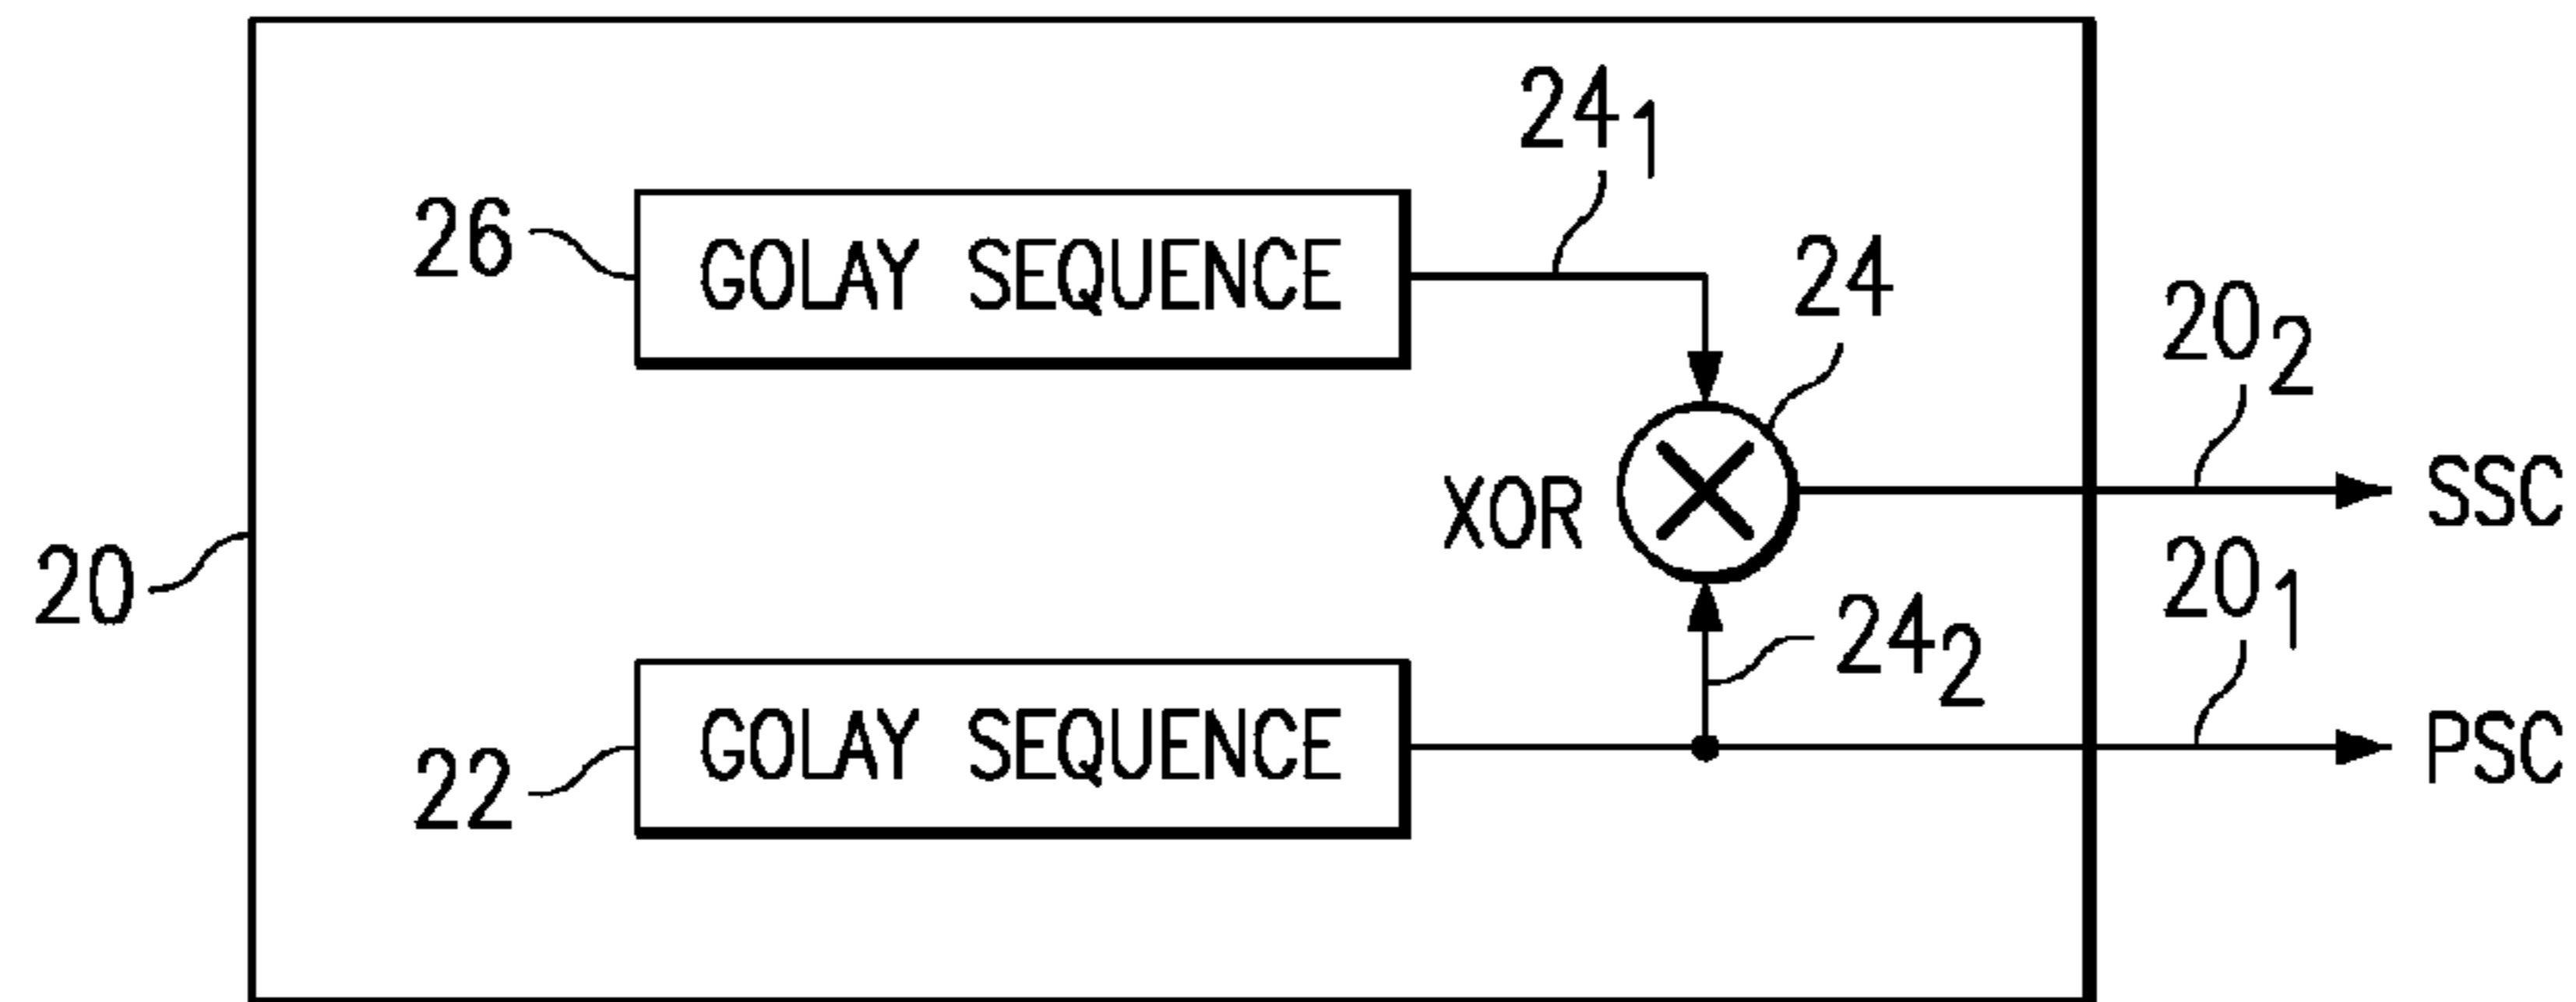 24₁
26
GOLAY SEQUENCE
24
20₂
XOR
SSC
20
20₁
24₂
22
GOLAY SEQUENCE
PSC